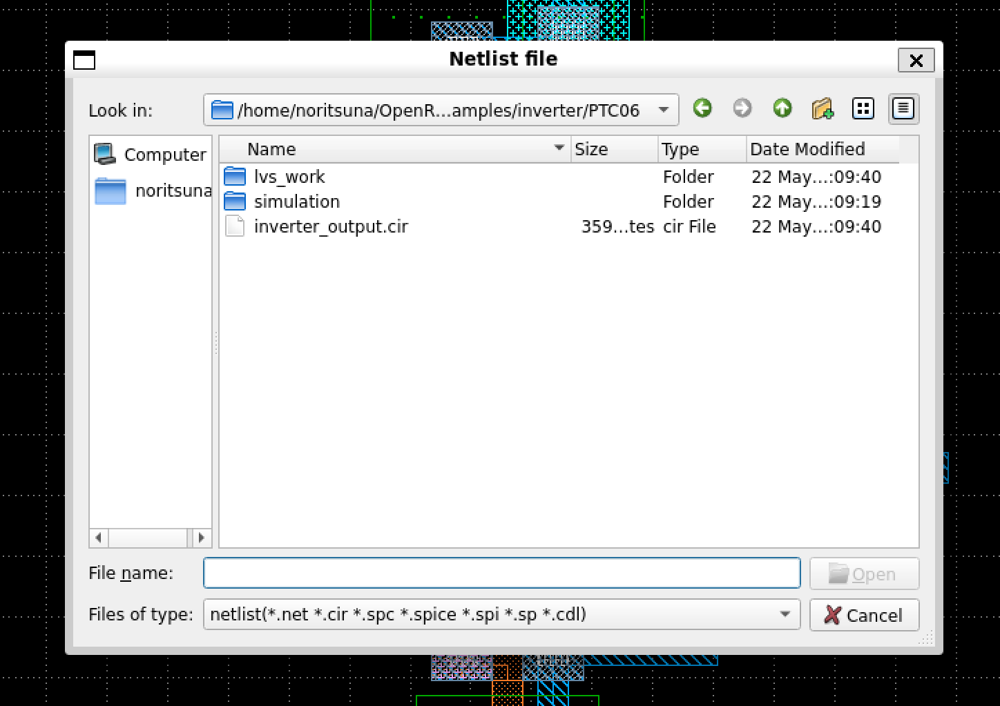 Netlist file
Look in: /home/noritsuna/OpenR...amples/inverter/PTC06
Computer
noritsuna
Name Size Type Date Modified
lvs_work Folder 22 May...:09:40
simulation Folder 22 May...:09:19
inverter_output.cir 359...tes cir File 22 May...:09:40
File name: Open
Files of type: netlist(*.net *.cir *.spc *.spice *.spi *.sp *.cdl) Cancel